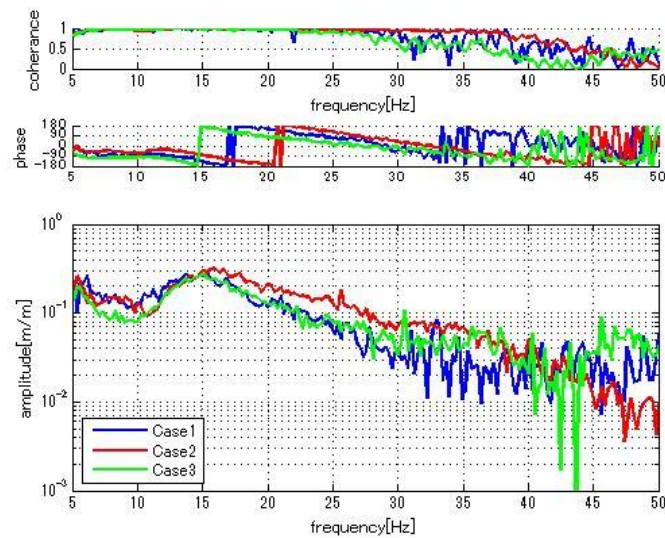 coherance
1
0.5
0
5 10 15 20 25 30 35 40 45 50
frequency[Hz]
phase
180
90
0
-90
-180
5 10 15 20 25 30 35 40 45 50
amplitude[m/m]
10^0
10^-1
10^-2
10^-3
Case1
Case2
Case3
5 10 15 20 25 30 35 40 45 50
frequency[Hz]